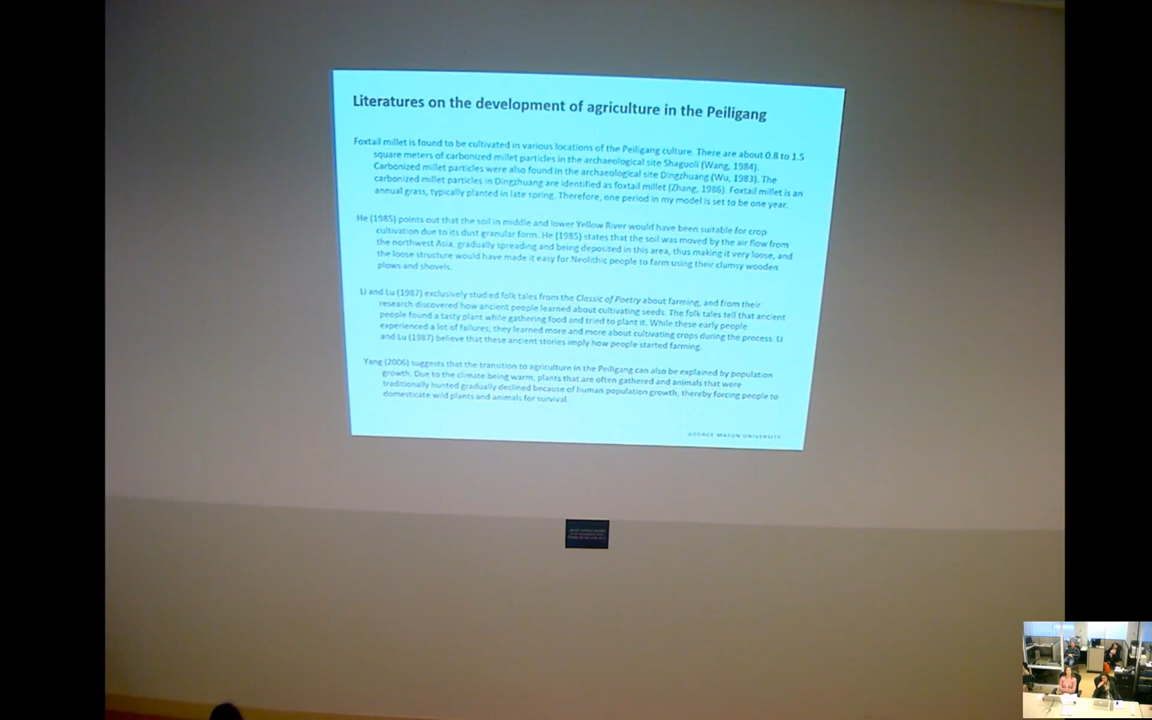 Literatures on the development of agriculture in the Peiligang
Foxtail millet is found to be cultivated in various locations of the Peiligang culture. There are about 0.8 to 1.5
square meters of carbonized millet particles in the archaeological site Shaguoli (Wang, 1984).
Carbonized millet particles were also found in the archaeological site Dingzhuang (Wu, 1983). The
carbonized millet particles in Dingzhuang are identified as foxtail millet (Zhang, 1986). Foxtail millet is an
annual grass, typically planted in late spring. Therefore, one period in my model is set to be one year.
He (1985) points out that the soil in middle and lower Yellow River would have been suitable for crop
cultivation due to its dust granular form. He (1985) states that the soil was moved by the air flow from
the northwest Asia, gradually spreading and being deposited in this area, thus making it very loose, and
the loose structure would have made it easy for Neolithic people to farm using their clumsy wooden
plows and shovels.
Li and Lu (1987) exclusively studied folk tales from the Classic of Poetry about farming, and from their
research discovered how ancient people learned about cultivating seeds. The folk tales tell that ancient
people found a tasty plant while gathering food and tried to plant it. While these early people
experienced a lot of failures, they learned more and more about cultivating crops during the process. Li
and Lu (1987) believe that these ancient stories imply how people started farming.
Yang (2006) suggests that the transition to agriculture in the Peiligang can also be explained by population
growth. Due to the climate being warm, plants that are often gathered and animals that were
traditionally hunted gradually declined because of human population growth, thereby forcing people to
domesticate wild plants and animals for survival.
GEORGE MASON UNIVERSITY